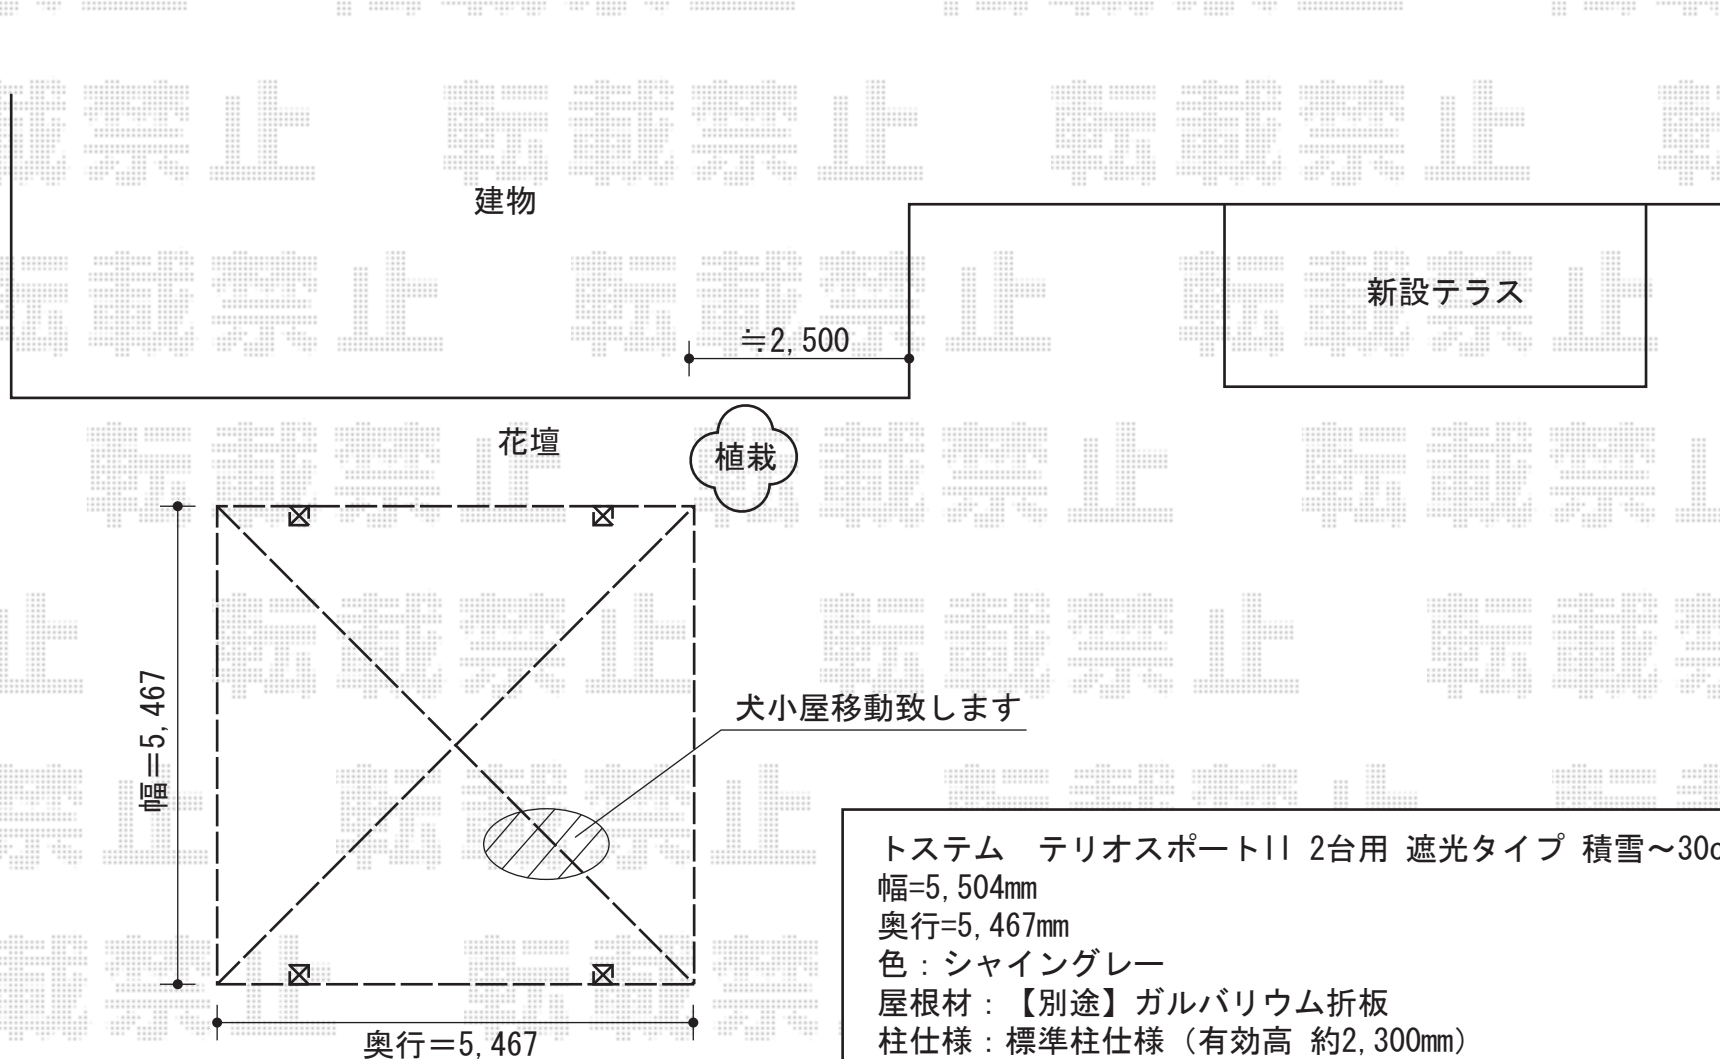 建物
新設テラス
≒2,500
花壇
植栽
幅＝5,467
犬小屋移動致します
奥行＝5,467
トステム　テリオスポートII 2台用 遮光タイプ 積雪～30c
幅=5,504mm
奥行=5,467mm
色：シャイングレー
屋根材：【別途】ガルバリウム折板
柱仕様：標準柱仕様（有効高 約2,300mm）
転載禁止